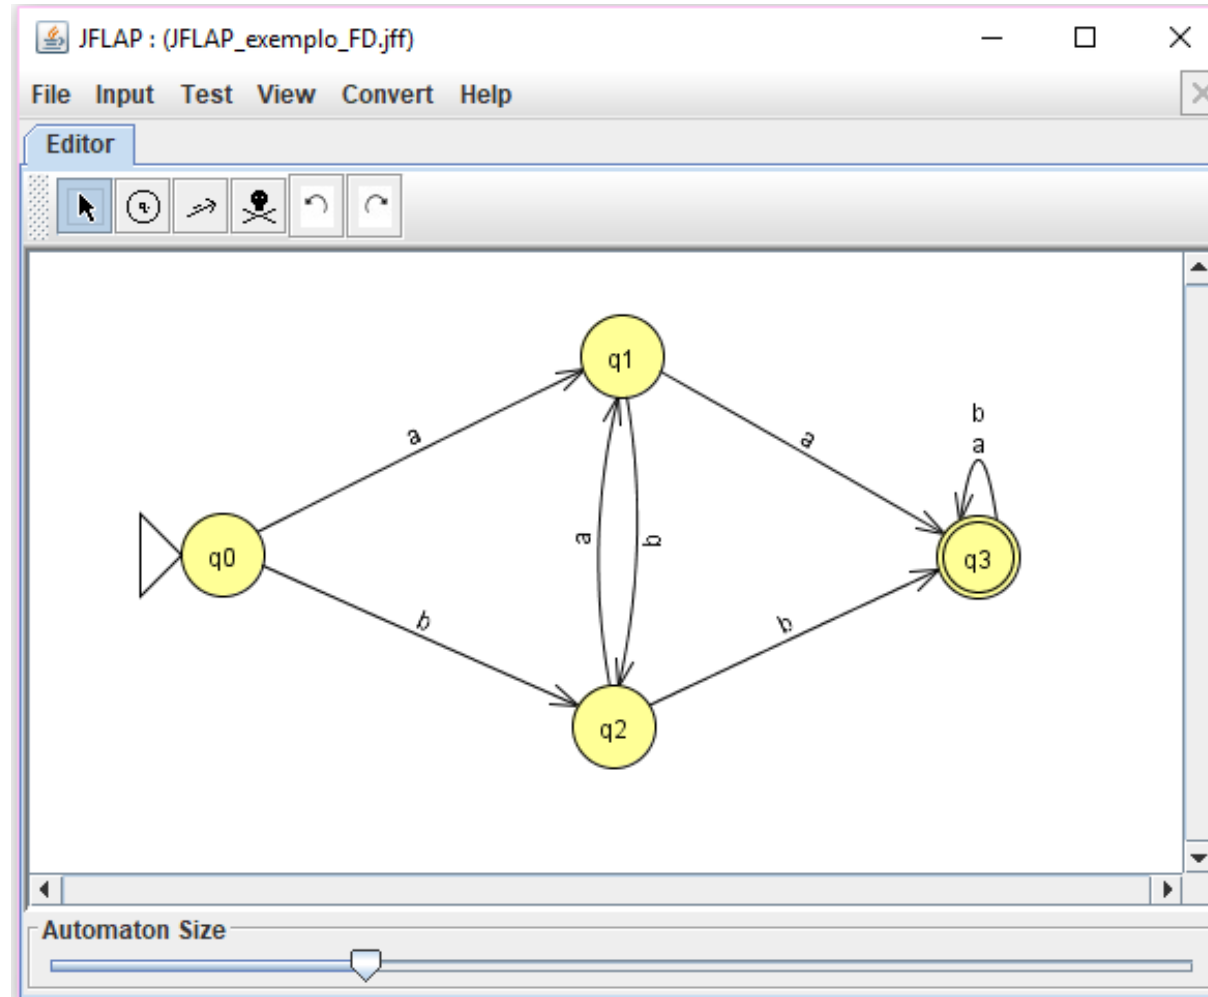 JFLAP : (JFLAP_exemplo_FD.jff)
File Input Test View Convert Help
Editor
q
q1
b
a
a
a
a
b
q0
q3
b
b
q2
Automaton Size